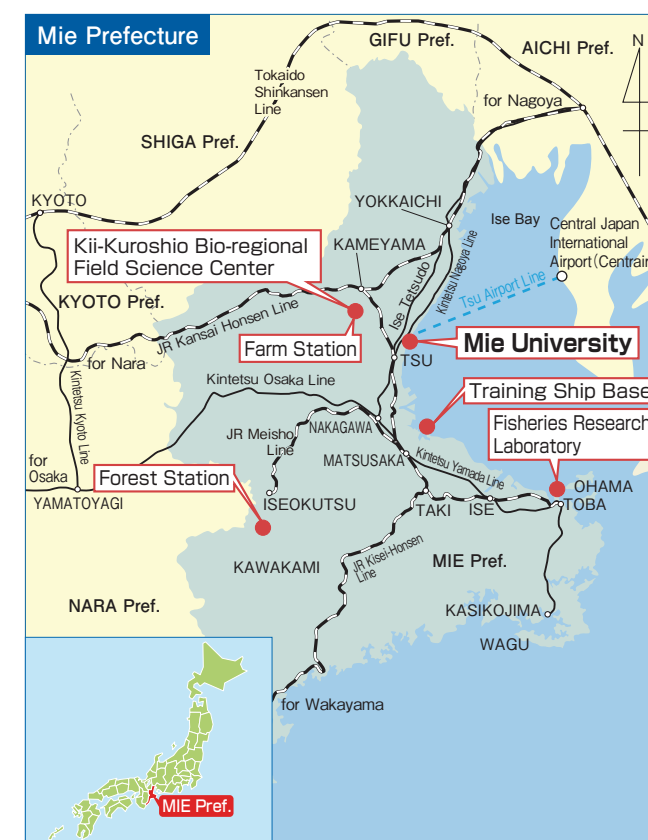 Mie Prefecture
GIFU Pref.
AICHI Pref.
N
Tokaido
Shinkansen
Line
for Nagoya
SHIGA Pref.
KYOTO
YOKKAICHI
Ise Bay
Central Japan
International
Airport(Centrair
Kii-Kuroshio Bio-regional
Field Science Center
KAMEYAMA
Ise Tetsudo
Kintetsu Nagoya Line
Tsu Airport Line
KYOTO Pref.
JR Kansai Honsen Line
Farm Station
Mie University
for Nara
TSU
Kintetsu Osaka Line
Training Ship Base
Kintetsu Kyoto Line
JR Meisho
Line
NAKAGAWA
Fisheries Research
Laboratory
MATSUSAKA
Kintetsu Yamada Line
for
Osaka
Forest Station
OHAMA
YAMATOYAGI
ISEOKUTSU
TAKI
ISE
TOBA
KAWAKAMI
JR Kisei-Honsen
Line
MIE Pref.
NARA Pref.
KASIKOJIMA
WAGU
for Wakayama
MIE Pref.